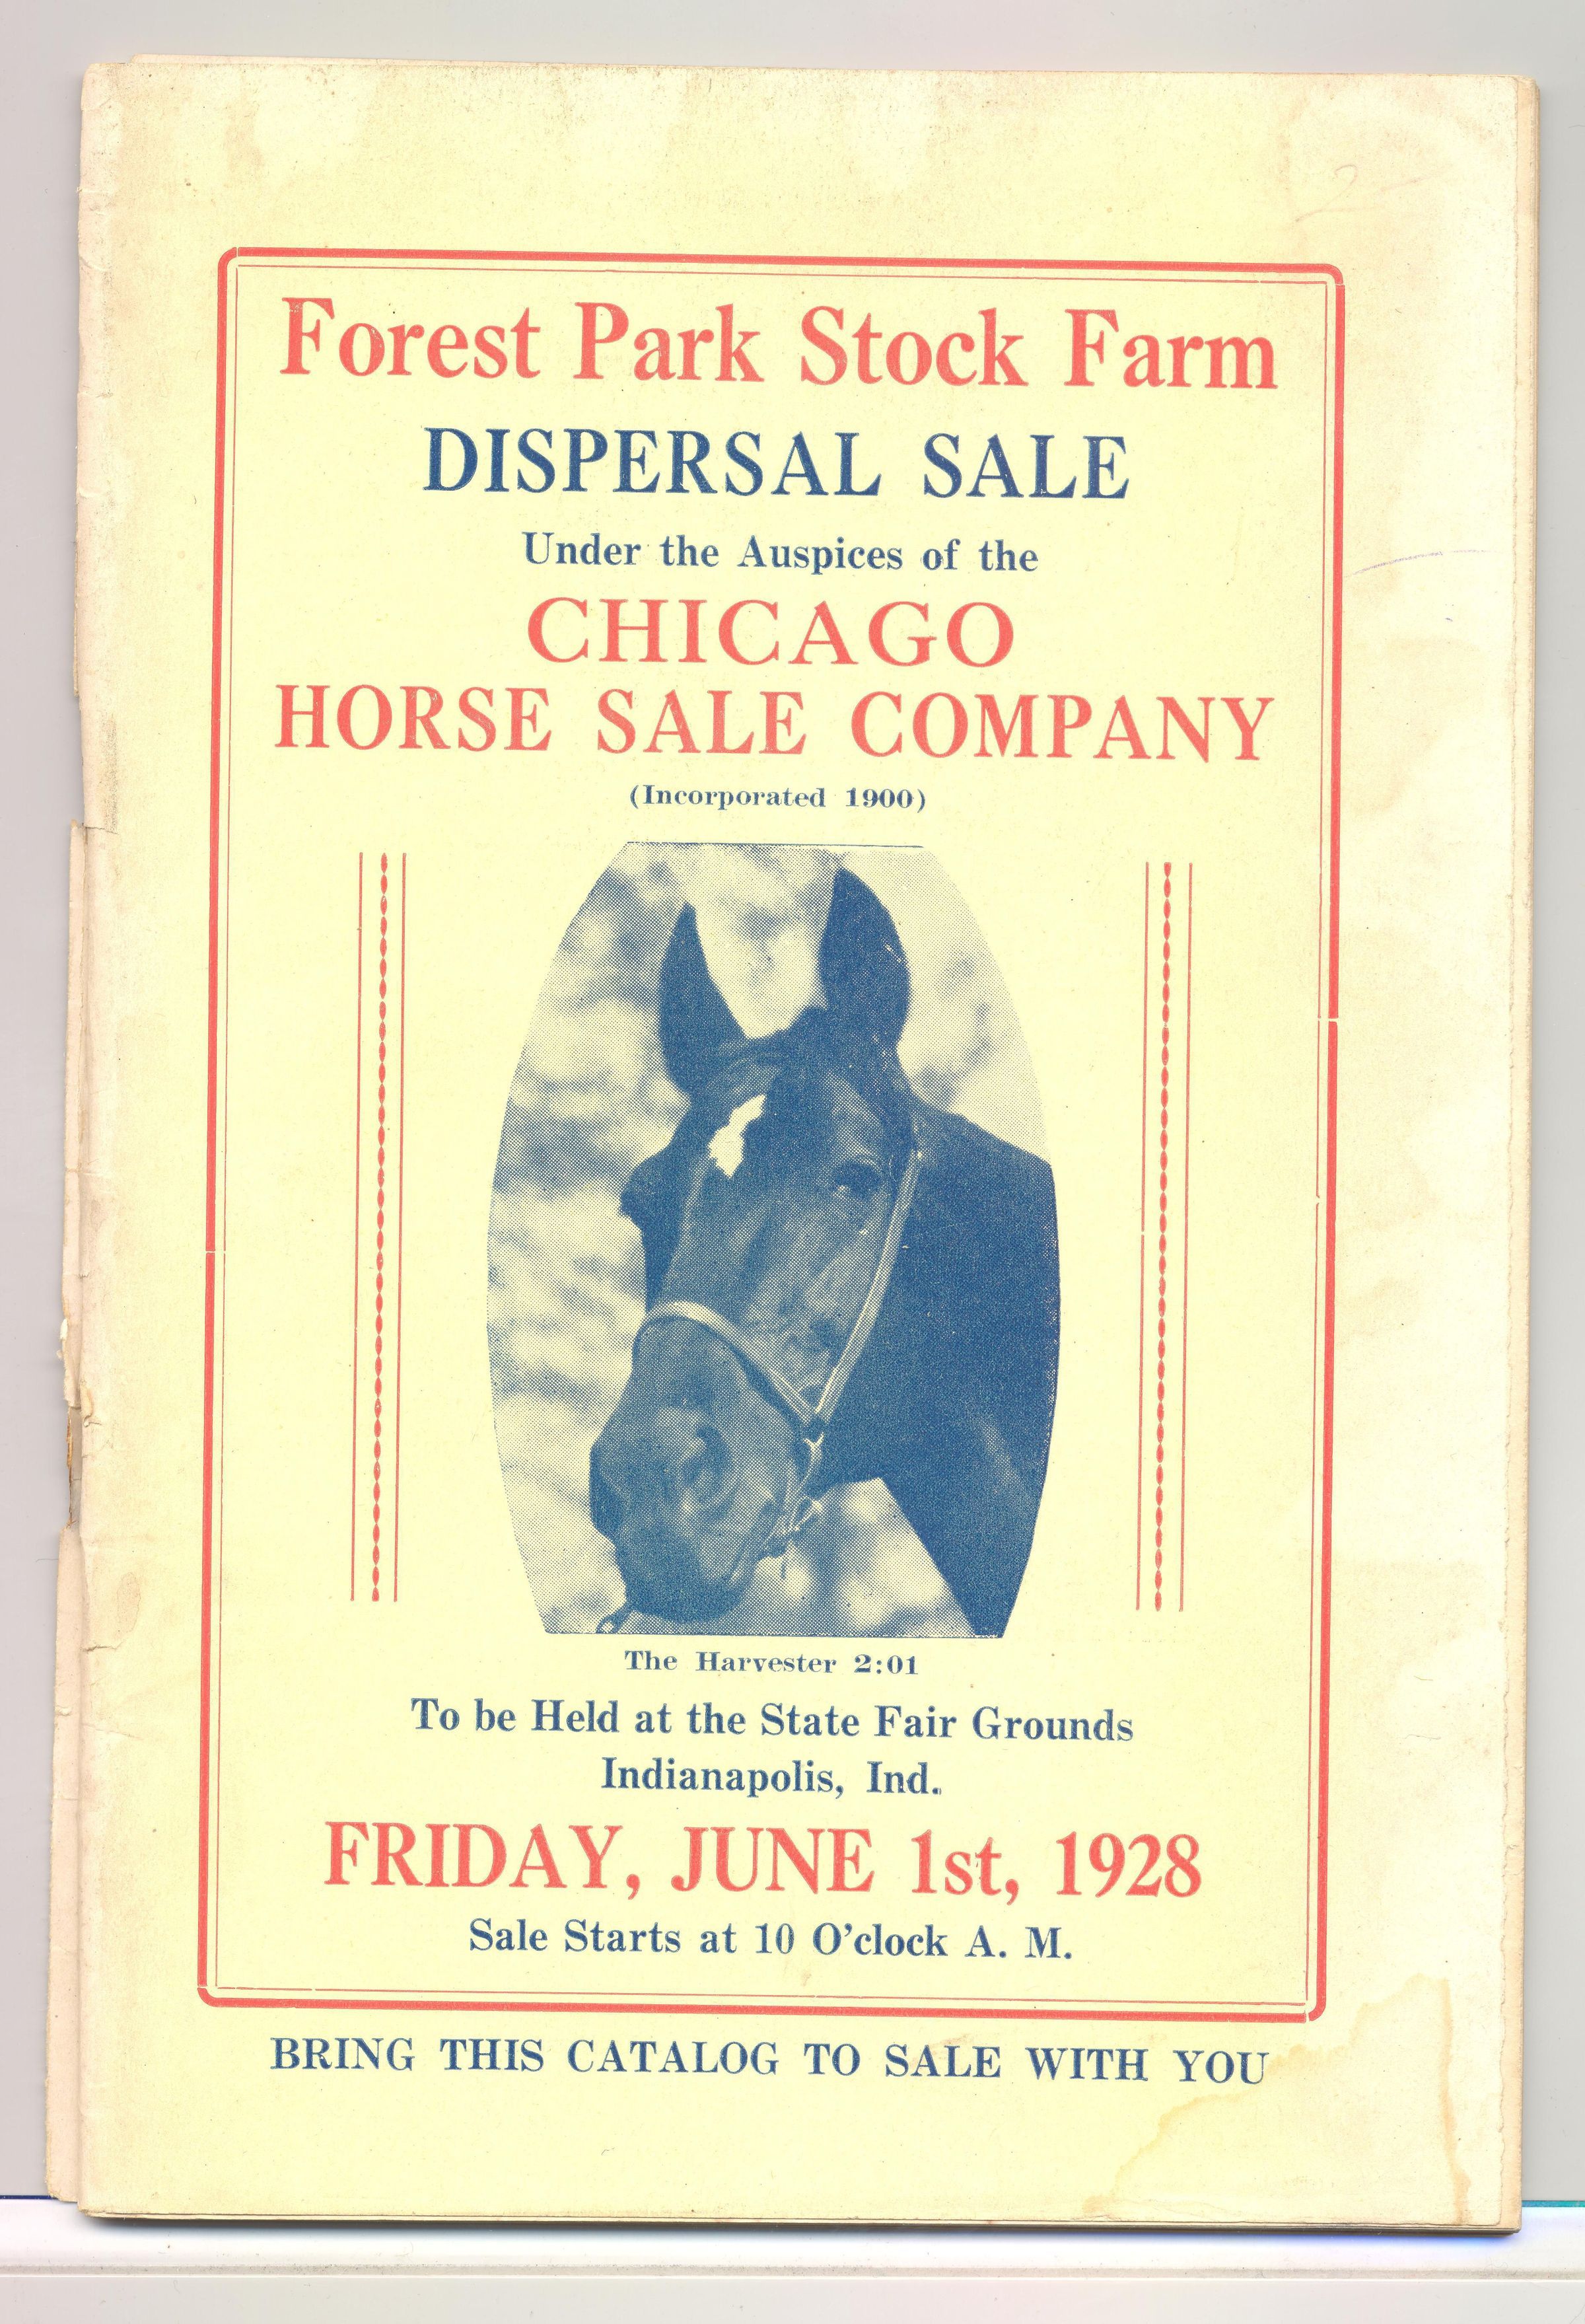 Forest Park Stock Farm
DISPERSAL SALE
Under the Auspices of the
CHICAGO
HORSE SALE COMPANY
(Incorporated 1900)
The Harvester 2:01
To be Held at the State Fair Grounds
Indianapolis, Ind.
FRIDAY, JUNE 1st, 1928
Sale Starts at 10 O'clock A. M.
BRING THIS CATALOG TO SALE WITH YOU